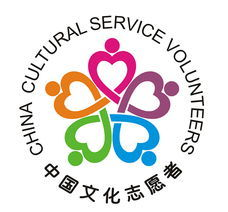 CHINA CULTURAL SERVICE VOLUNTEERS
中国文化志愿者